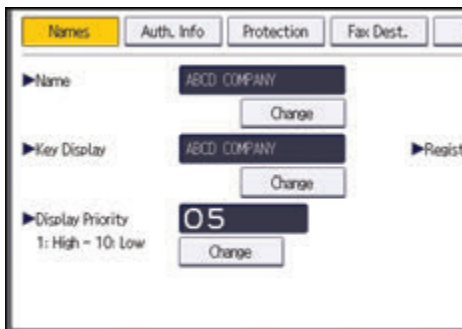 Names Auth. Info Protection Fax Dest.
▶Name ABCD COMPANY
Change
▶Key Display ABCD COMPANY ▶Regist
Change
▶Display Priority 05
1: High - 10: Low Change